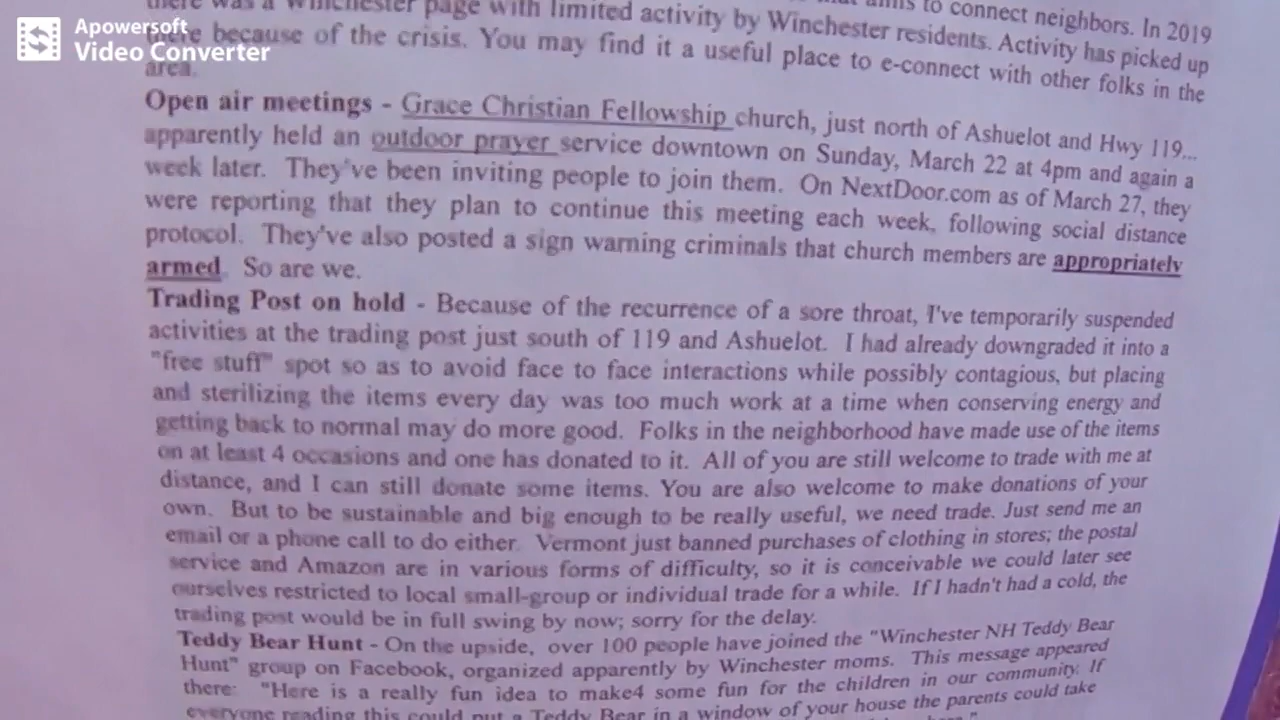 Apowersoft
Video Converter
there was a Winchester page with limited activity by Winchester residents. Activity has picked up
that aims to connect neighbors. In 2019
here because of the crisis. You may find it a useful place to e-connect with other folks in the
area.
Open air meetings - Grace Christian Fellowship church, just north of Ashuelot and Hwy 119...
apparently held an outdoor prayer service downtown on Sunday, March 22 at 4pm and again a
week later. They've been inviting people to join them. On NextDoor.com as of March 27, they
were reporting that they plan to continue this meeting each week, following social distance
protocol. They've also posted a sign warning criminals that church members are appropriately
armed. So are we.
Trading Post on hold - Because of the recurrence of a sore throat, I've temporarily suspended
activities at the trading post just south of 119 and Ashuelot. I had already downgraded it into a
"free stuff" spot so as to avoid face to face interactions while possibly contagious, but placing
and sterilizing the items every day was too much work at a time when conserving energy and
getting back to normal may do more good. Folks in the neighborhood have made use of the items
on at least 4 occasions and one has donated to it. All of you are still welcome to trade with me at
distance, and I can still donate some items. You are also welcome to make donations of your
own. But to be sustainable and big enough to be really useful, we need trade. Just send me an
email or a phone call to do either. Vermont just banned purchases of clothing in stores; the postal
service and Amazon are in various forms of difficulty, so it is conceivable we could later see
ourselves restricted to local small-group or individual trade for a while. If I hadn't had a cold, the
trading post would be in full swing by now; sorry for the delay.
Teddy Bear Hunt - On the upside, over 100 people have joined the "Winchester NH Teddy Bear
Hunt" group on Facebook, organized apparently by Winchester moms. This message appeared
there: "Here is a really fun idea to make4 some fun for the children in our community. If
everyone reading this could put a Teddy Bear in a window of your house the parents could take